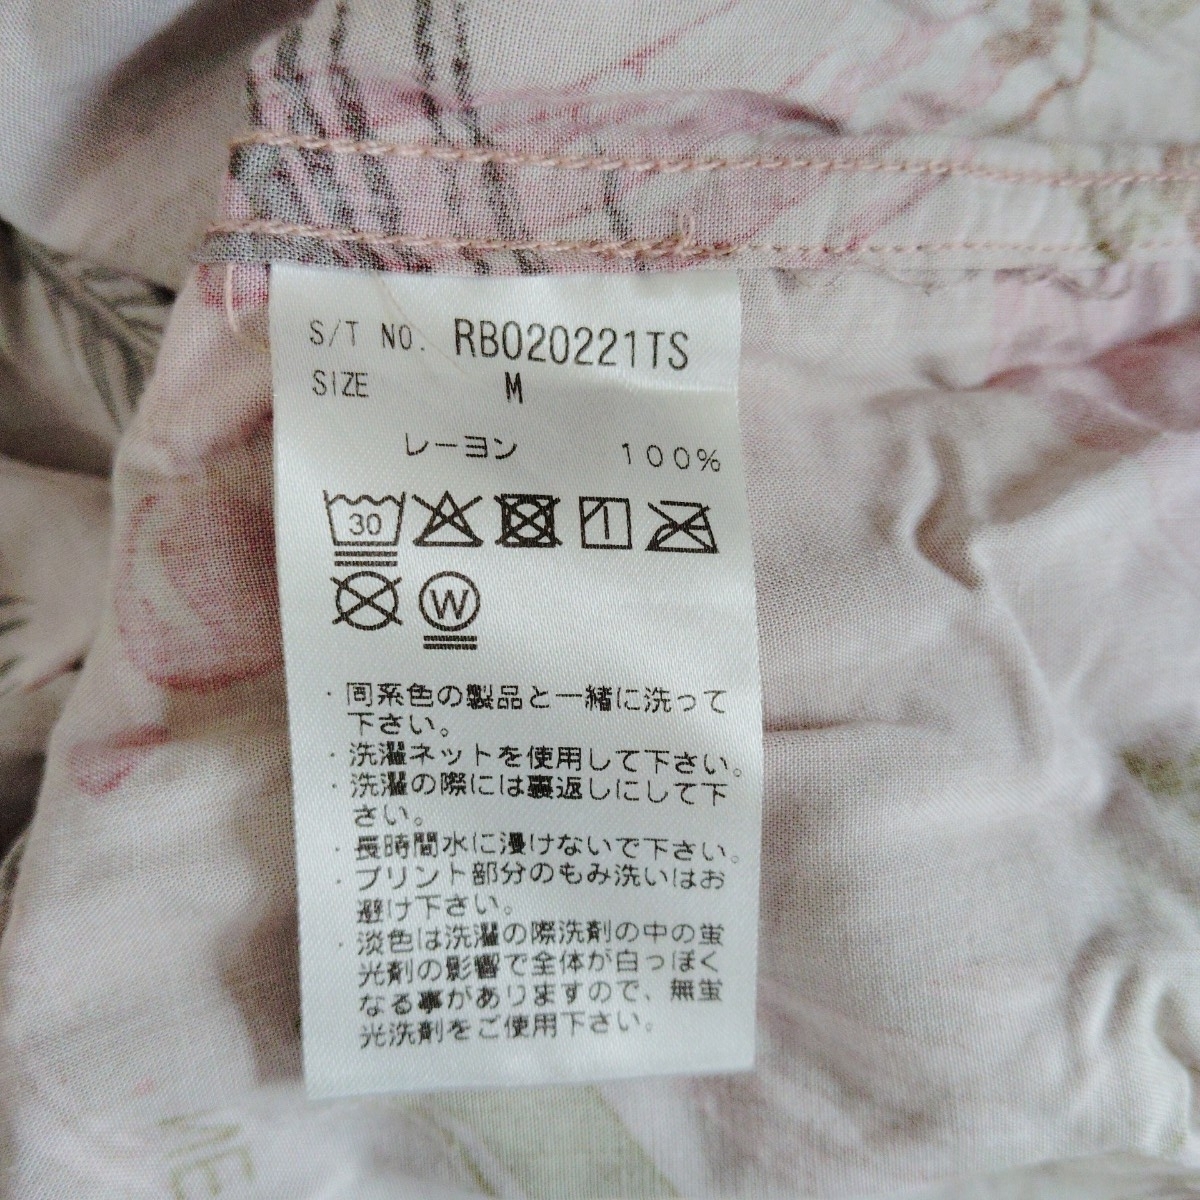 S/T NO. RB020221TS
SIZE M
レーヨン 100%
30
W
・同系色の製品と一緒に洗って
下さい。
・洗濯ネットを使用して下さい。
・洗濯の際には裏返しにして下
さい。
・長時間水に浸けないで下さい。
・プリント部分のもみ洗いはお
避け下さい。
・淡色は洗濯の際洗剤の中の蛍
光剤の影響で全体が白っぽく
なる事がありますので、無蛍
光洗剤をご使用下さい。